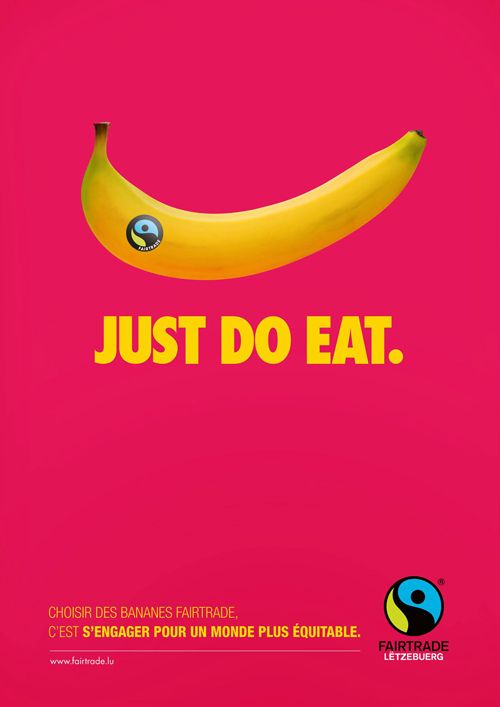 FAIRTRADE
JUST DO EAT.
CHOISIR DES BANANES FAIRTRADE,
C'EST S'ENGAGER POUR UN MONDE PLUS ÉQUITABLE.
www.fairtrade.lu
®
FAIRTRADE
LËTZEBUERG